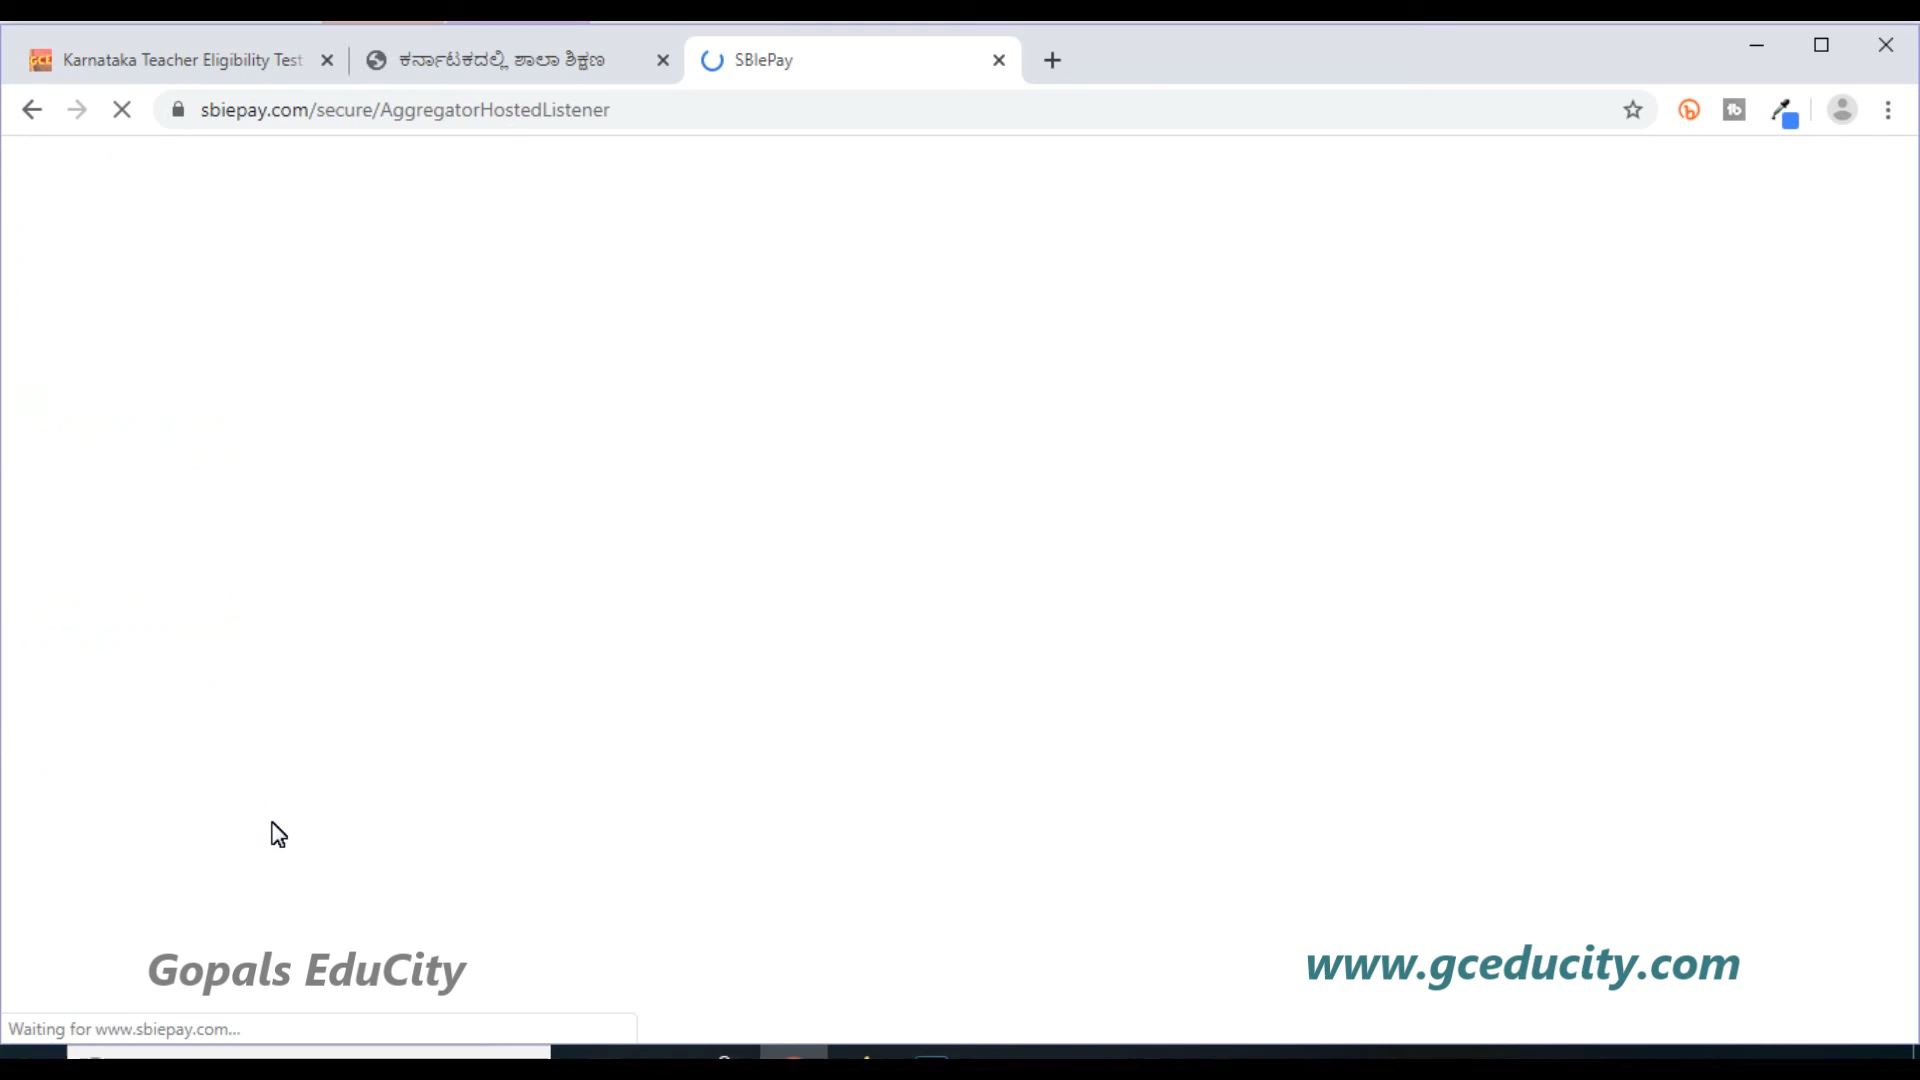 Karnataka Teacher Eligibility Test
ಕರ್ನಾಟಕದಲ್ಲಿ ಶಾಲಾ ಶಿಕ್ಷಣ
SBIePay
sbiepay.com/secure/AggregatorHostedListener
Gopals EduCity
www.gceducity.com
Waiting for www.sbiepay.com...